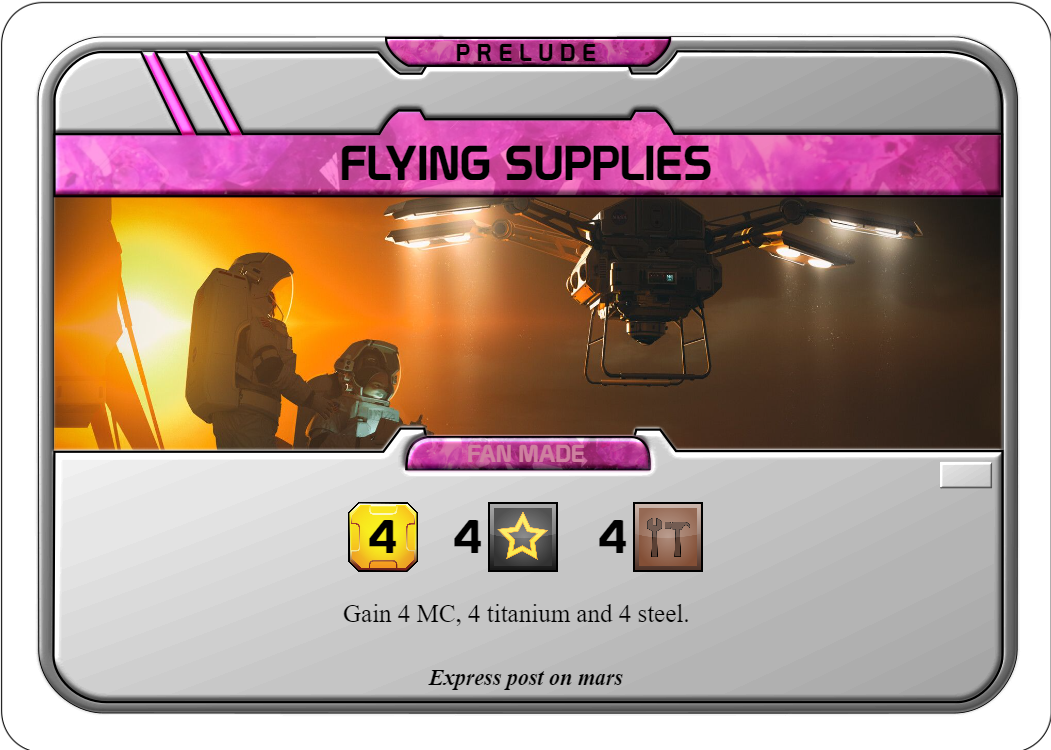 PRELUDE
FLYING SUPPLIES
FAN MADE
4 4 4
Gain 4 MC, 4 titanium and 4 steel.
Express post on mars